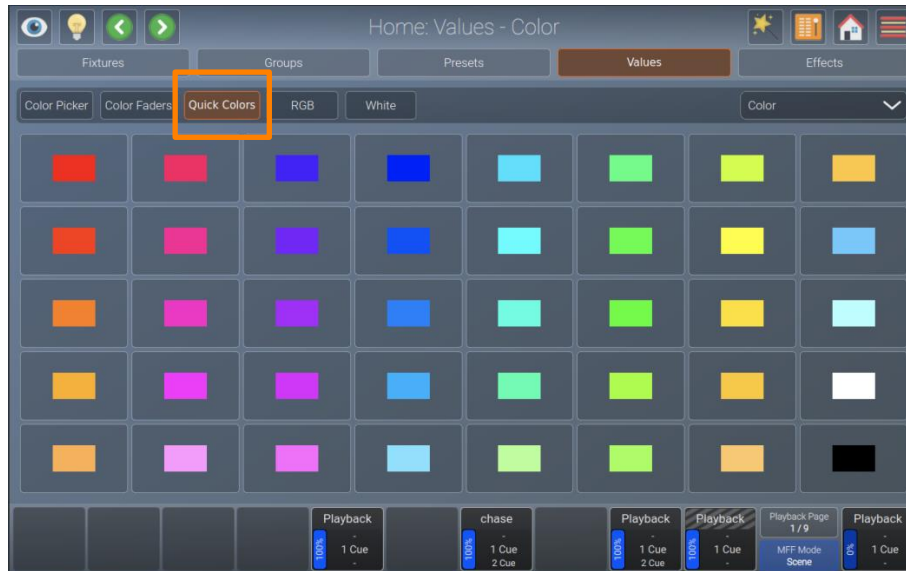 Home: Values - Color
Fixtures
Groups
Presets
Values
Effects
Color Picker
Color Faders
Quick Colors
RGB
White
Color
Playback
-
100%
1 Cue
-
chase
-
100%
1 Cue
2 Cue
Playback
-
100%
1 Cue
2 Cue
Playback
-
100%
1 Cue
-
Playback Page
1 / 9
MFF Mode
Scene
Playback
-
0%
1 Cue
-